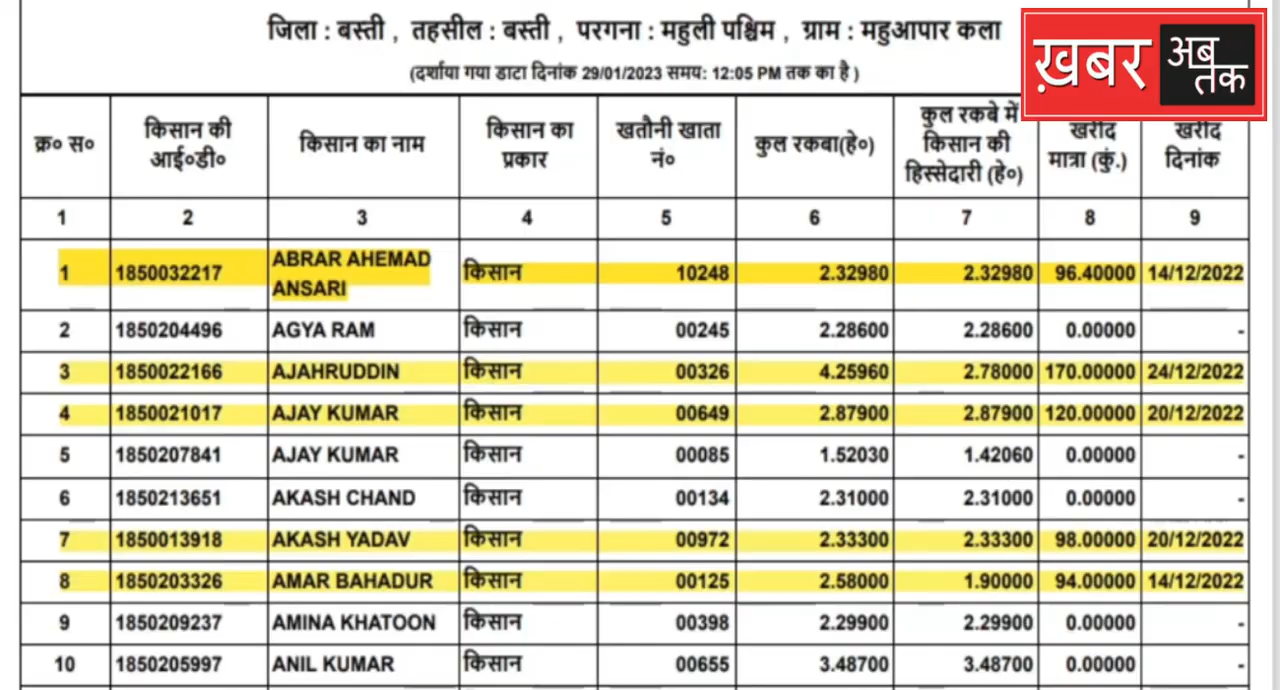 जिला : बस्ती , तहसील : बस्ती , परगना : महुली पश्चिम , ग्राम : महुआपार कला
(दर्शाया गया डाटा दिनांक 29/01/2023 समय: 12:05 PM तक का है )
ख़बर अब तक
क्र० स० किसान की आई०डी० किसान का नाम किसान का प्रकार खतौनी खाता नं० कुल रकबा(हे०) कुल रकबे में किसान की हिस्सेदारी (हे०) खरीद मात्रा (कुं.) खरीद दिनांक
1 2 3 4 5 6 7 8 9
1 1850032217 ABRAR AHEMAD ANSARI किसान 10248 2.32980 2.32980 96.40000 14/12/2022
2 1850204496 AGYA RAM किसान 00245 2.28600 2.28600 0.00000 -
3 1850022166 AJAHRUDDIN किसान 00326 4.25960 2.78000 170.00000 24/12/2022
4 1850021017 AJAY KUMAR किसान 00649 2.87900 2.87900 120.00000 20/12/2022
5 1850207841 AJAY KUMAR किसान 00085 1.52030 1.42060 0.00000 -
6 1850213651 AKASH CHAND किसान 00134 2.31000 2.31000 0.00000 -
7 1850013918 AKASH YADAV किसान 00972 2.33300 2.33300 98.00000 20/12/2022
8 1850203326 AMAR BAHADUR किसान 00125 2.58000 1.90000 94.00000 14/12/2022
9 1850209237 AMINA KHATOON किसान 00398 2.29900 2.29900 0.00000 -
10 1850205997 ANIL KUMAR किसान 00655 3.48700 3.48700 0.00000 -